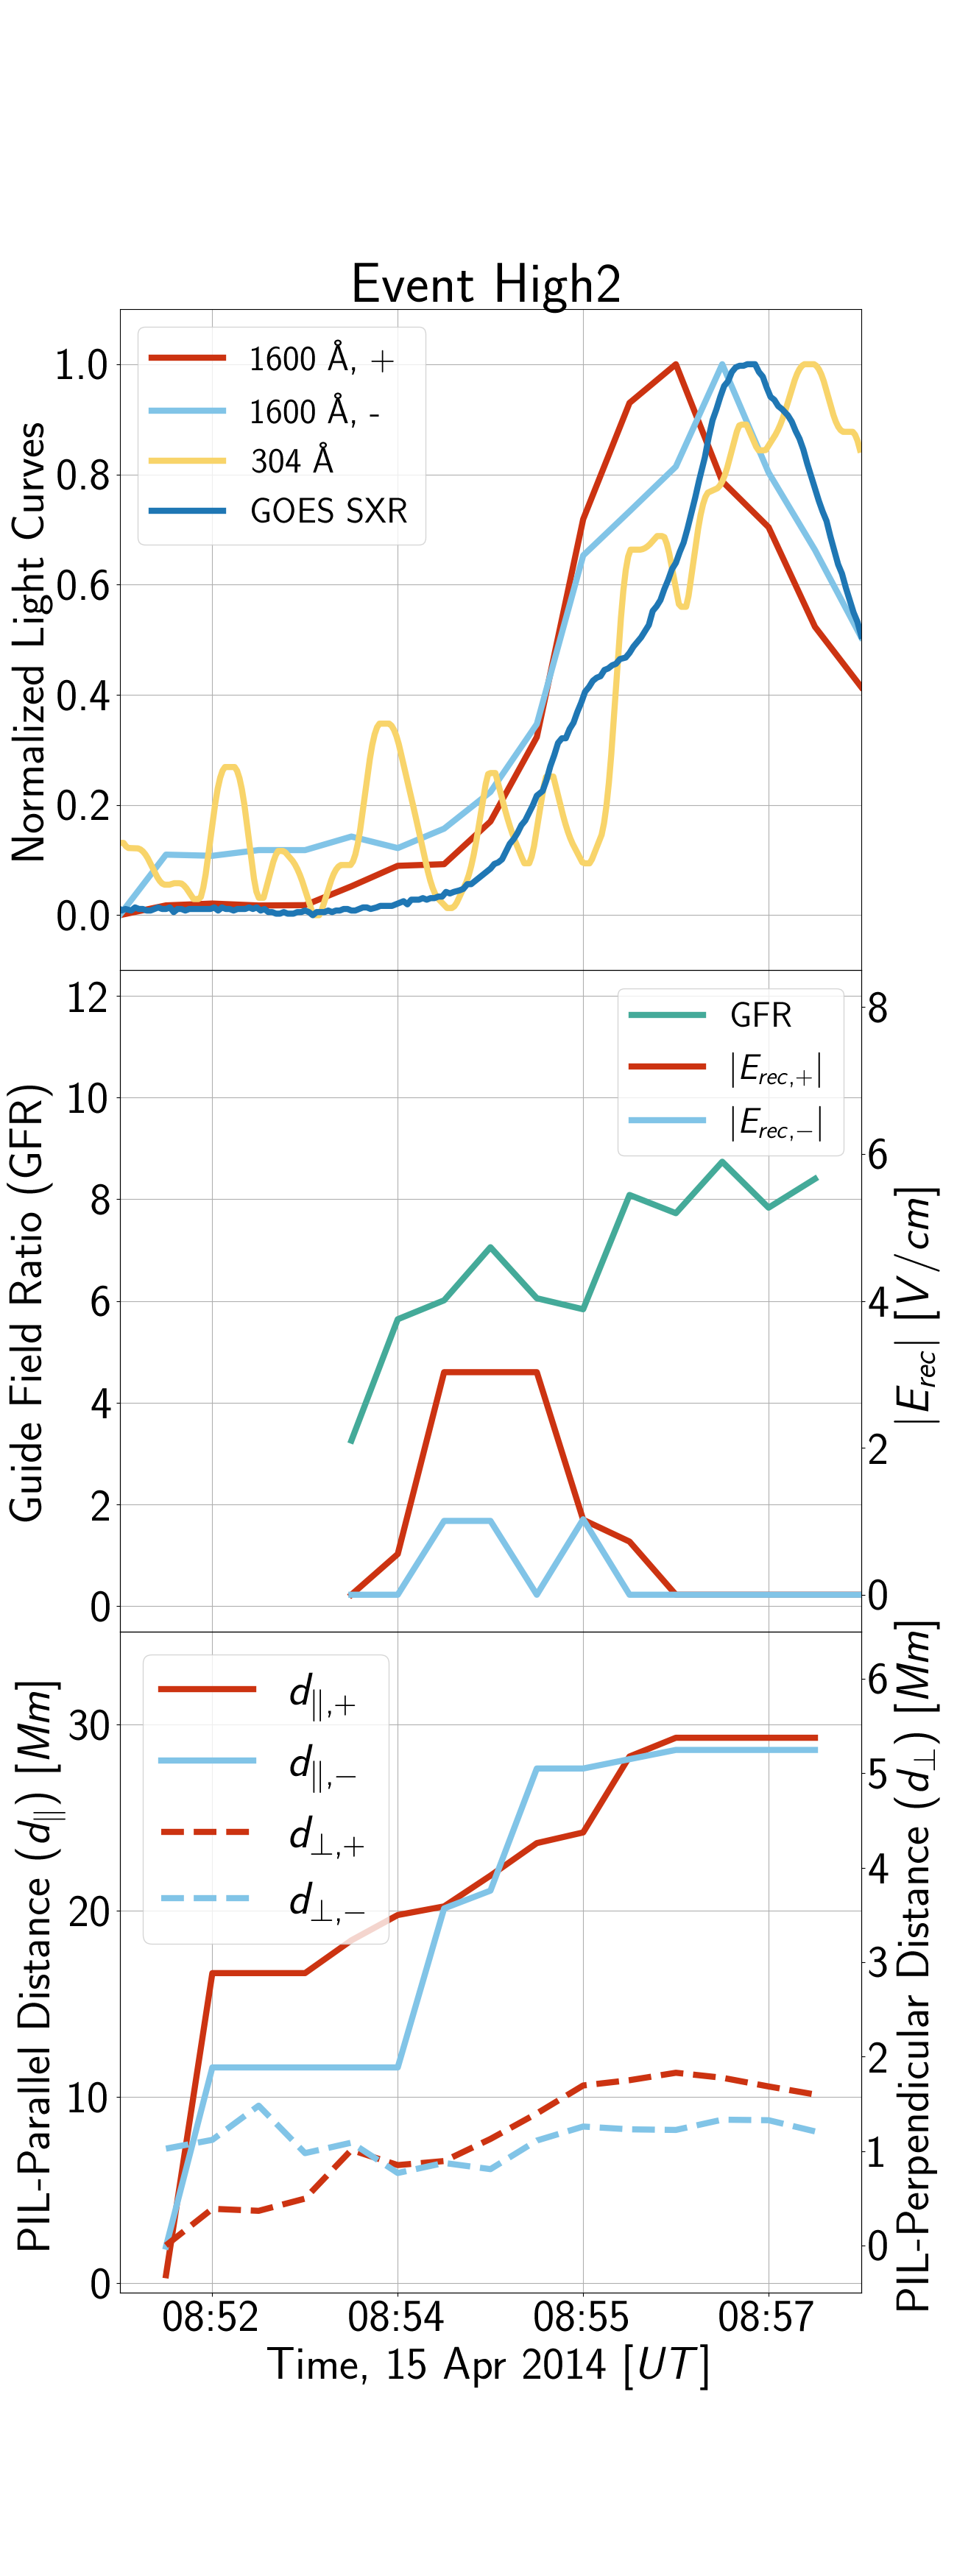 Event High2
Normalized Light Curves
1.0
0.8
0.6
0.4
0.2
0.0
1600 Å, +
1600 Å, -
304 Å
GOES SXR
Guide Field Ratio (GFR)
12
10
8
6
4
2
0
GFR
|E_{rec,+}|
|E_{rec,−}|
8
6
4
2
0
|E_{rec}| [V / cm]
PIL-Parallel Distance (d_∥) [Mm]
30
20
10
0
d_{∥,+}
d_{∥,−}
d_{⊥,+}
d_{⊥,−}
6
5
4
3
2
1
0
PIL-Perpendicular Distance (d_⊥) [Mm]
08:52 08:54 08:55 08:57
Time, 15 Apr 2014 [UT]